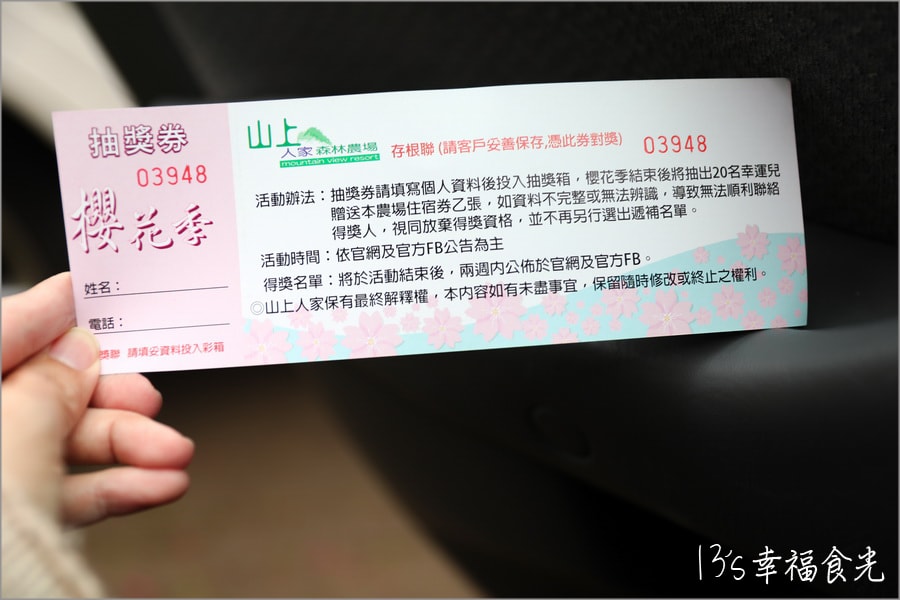 抽獎券
03948
櫻花季
姓名：
電話：
獎聯 請填妥資料投入彩箱
山上
人家 森林農場
mountain view resort
存根聯 (請客戶妥善保存,憑此券對獎)
03948
活動辦法：抽獎券請填寫個人資料後投入抽獎箱，櫻花季結束後將抽出20名幸運兒
贈送本農場住宿券乙張，如資料不完整或無法辨識，導致無法順利聯絡
得獎人，視同放棄得獎資格，並不再另行選出遞補名單。
活動時間：依官網及官方FB公告為主
得獎名單：將於活動結束後，兩週內公佈於官網及官方FB。
◎山上人家保有最終解釋權，本內容如有未盡事宜，保留隨時修改或終止之權利。
13's幸福食光